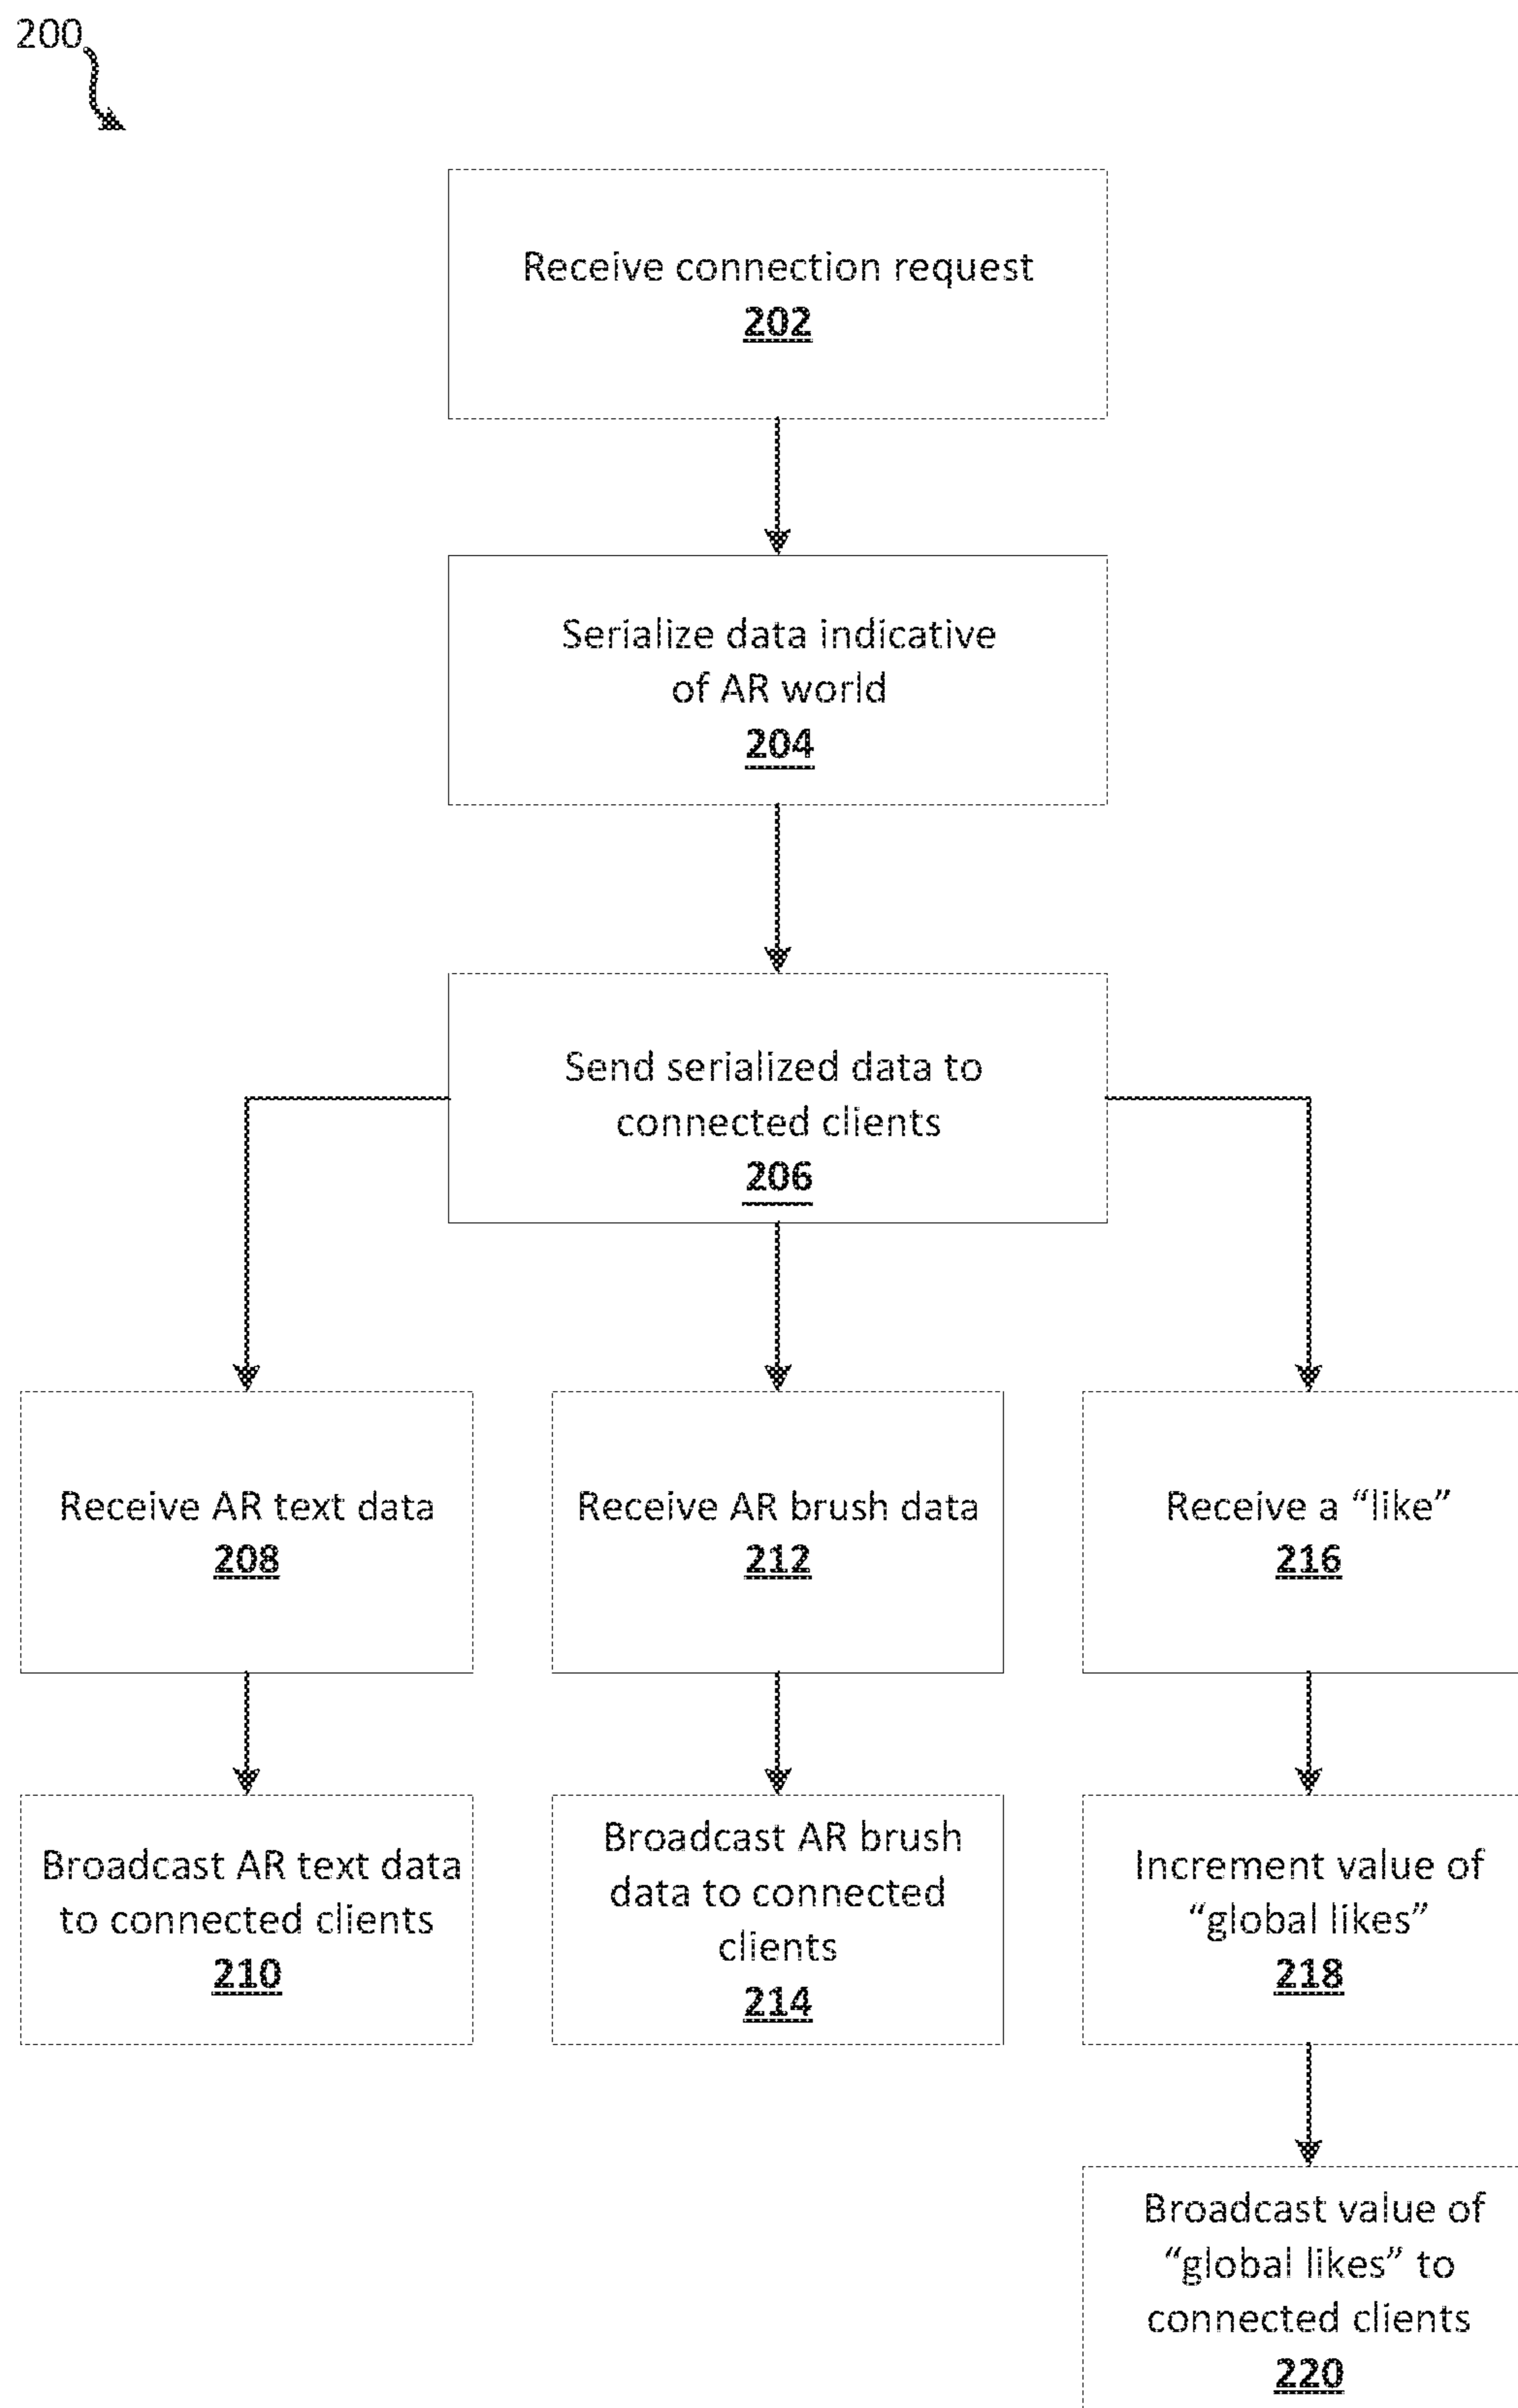 200
Receive connection request
202
Serialize data indicative
of AR world
204
Send serialized data to
connected clients
206
Receive AR text data
208
Receive AR brush data
212
Receive a “like”
216
Broadcast AR text data
to connected clients
210
Broadcast AR brush
data to connected
clients
214
Increment value of
“global likes”
218
Broadcast value of
“global likes” to
connected clients
220